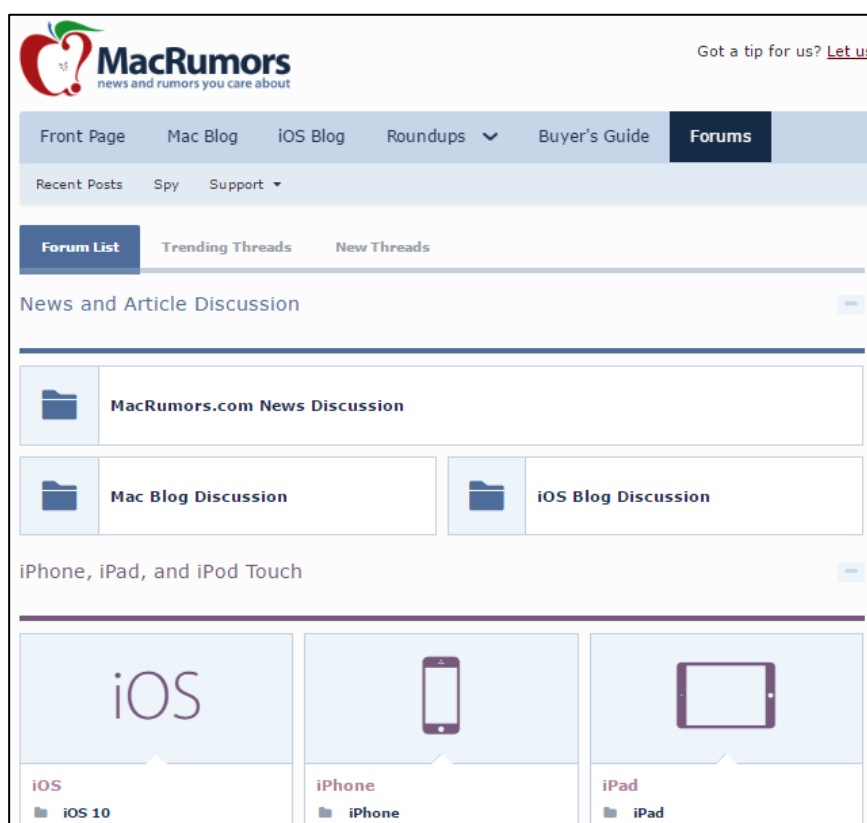 MacRumors
news and rumors you care about
Got a tip for us? Let us
Front Page Mac Blog iOS Blog Roundups Buyer's Guide Forums
Recent Posts Spy Support
Forum List Trending Threads New Threads
News and Article Discussion
MacRumors.com News Discussion
Mac Blog Discussion iOS Blog Discussion
iPhone, iPad, and iPod Touch
iOS
iOS iPhone iPad
iOS 10 iPhone iPad